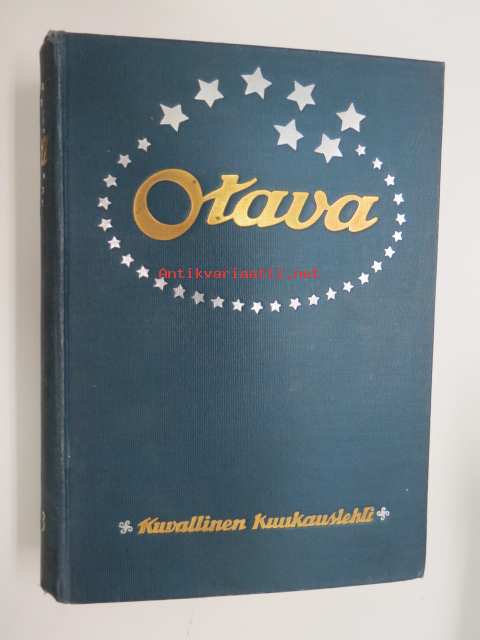 Otava
Antikvariaatti.net
Kuvallinen Kuukauslehti